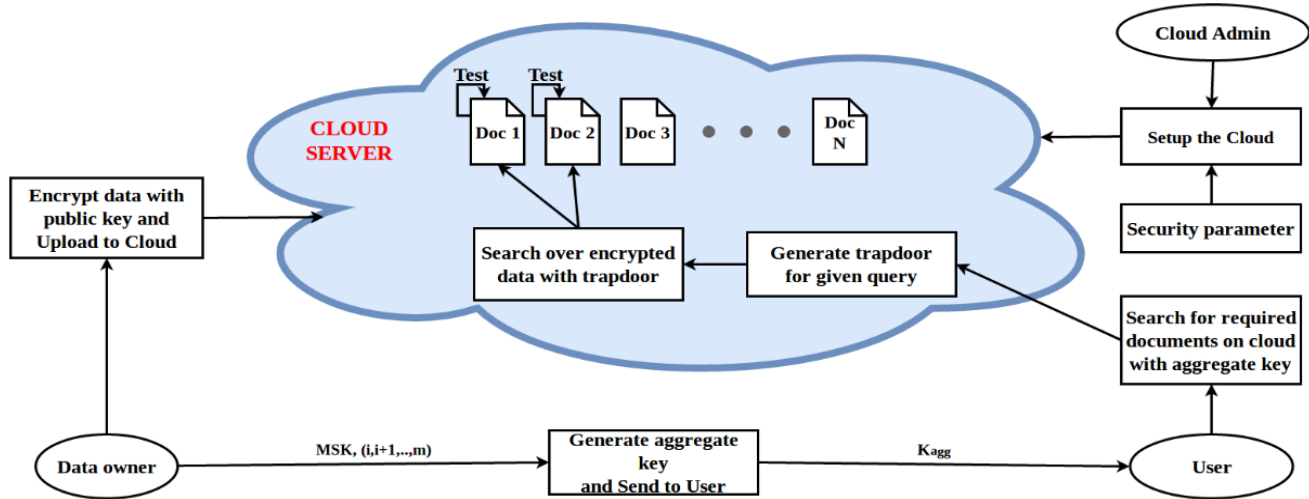 Cloud Admin
Test
Test
Doc 1
Doc 2
Doc 3
Doc
N
CLOUD
SERVER
Setup the Cloud
Encrypt data with
public key and
Upload to Cloud
Security parameter
Search over encrypted
data with trapdoor
Generate trapdoor
for given query
Search for required
documents on cloud
with aggregate key
Data owner
MSK, (i,i+1,..,m)
Generate aggregate
key
and Send to User
Kagg
User